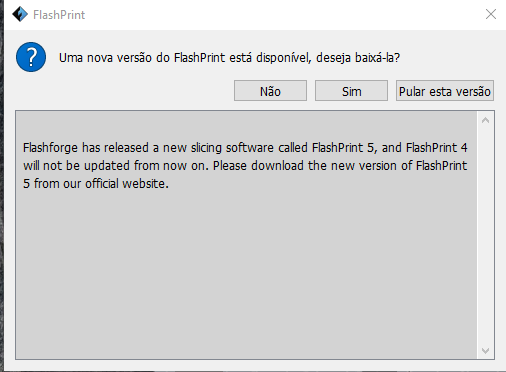 FlashPrint
Uma nova versão do FlashPrint está disponível, deseja baixá-la?
Não
Sim
Pular esta versão
Flashforge has released a new slicing software called FlashPrint 5, and FlashPrint 4
will not be updated from now on. Please download the new version of FlashPrint
5 from our official website.